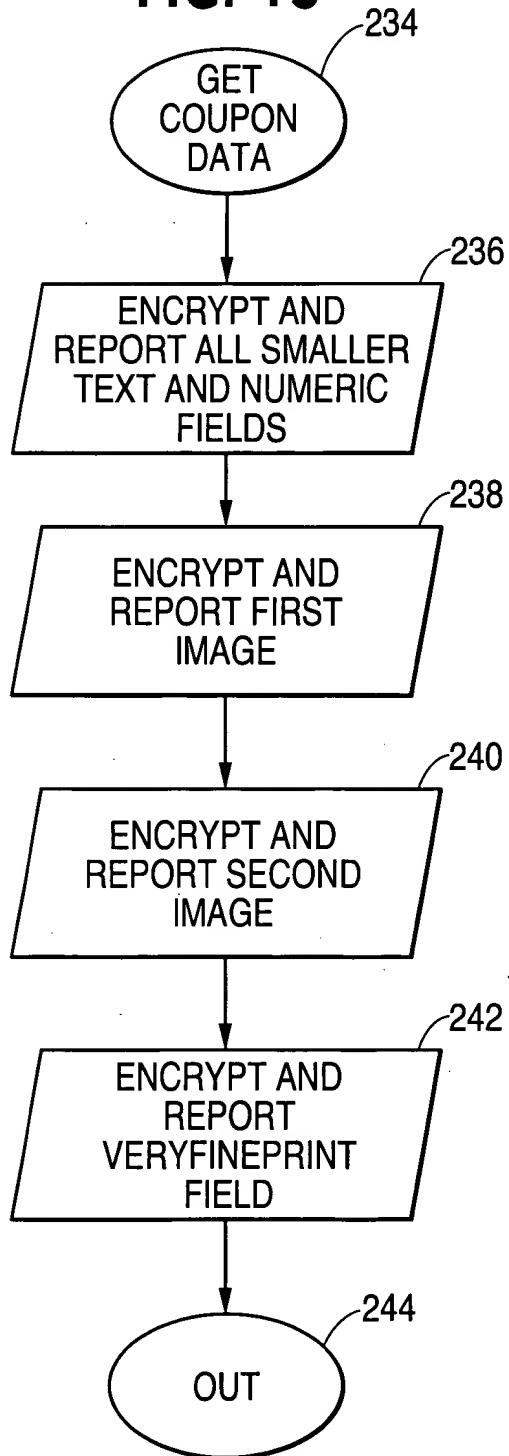 234
GET
COUPON
DATA
236
ENCRYPT AND
REPORT ALL SMALLER
TEXT AND NUMERIC
FIELDS
238
ENCRYPT AND
REPORT FIRST
IMAGE
240
ENCRYPT AND
REPORT SECOND
IMAGE
242
ENCRYPT AND
REPORT
VERYFINEPRINT
FIELD
244
OUT